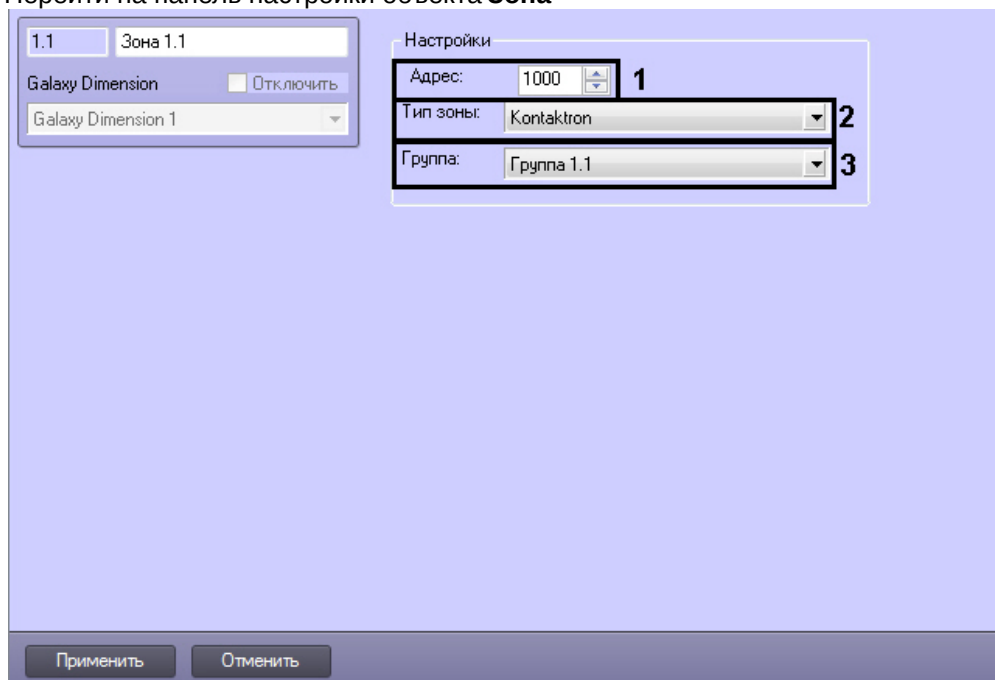 Перейти на панель настройки объекта Зона
1.1 Зона 1.1
Galaxy Dimension Отключить
Galaxy Dimension 1
Настройки
Адрес: 1000 1
Тип зоны: Kontaktron 2
Группа: Группа 1.1 3
Применить Отменить